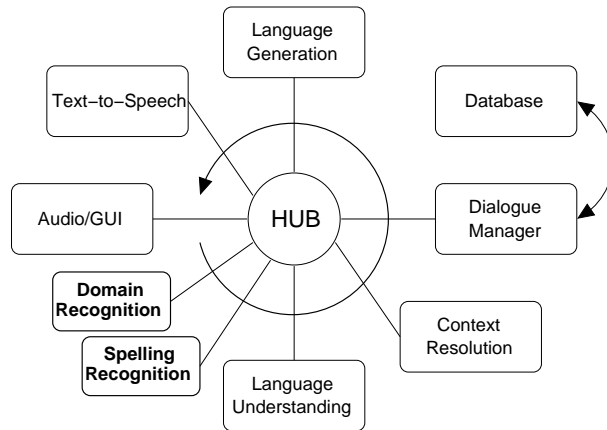 Language
Generation
Text−to−Speech
Database
Audio/GUI
HUB
Dialogue
Manager
Domain
Recognition
Spelling
Recognition
Context
Resolution
Language
Understanding